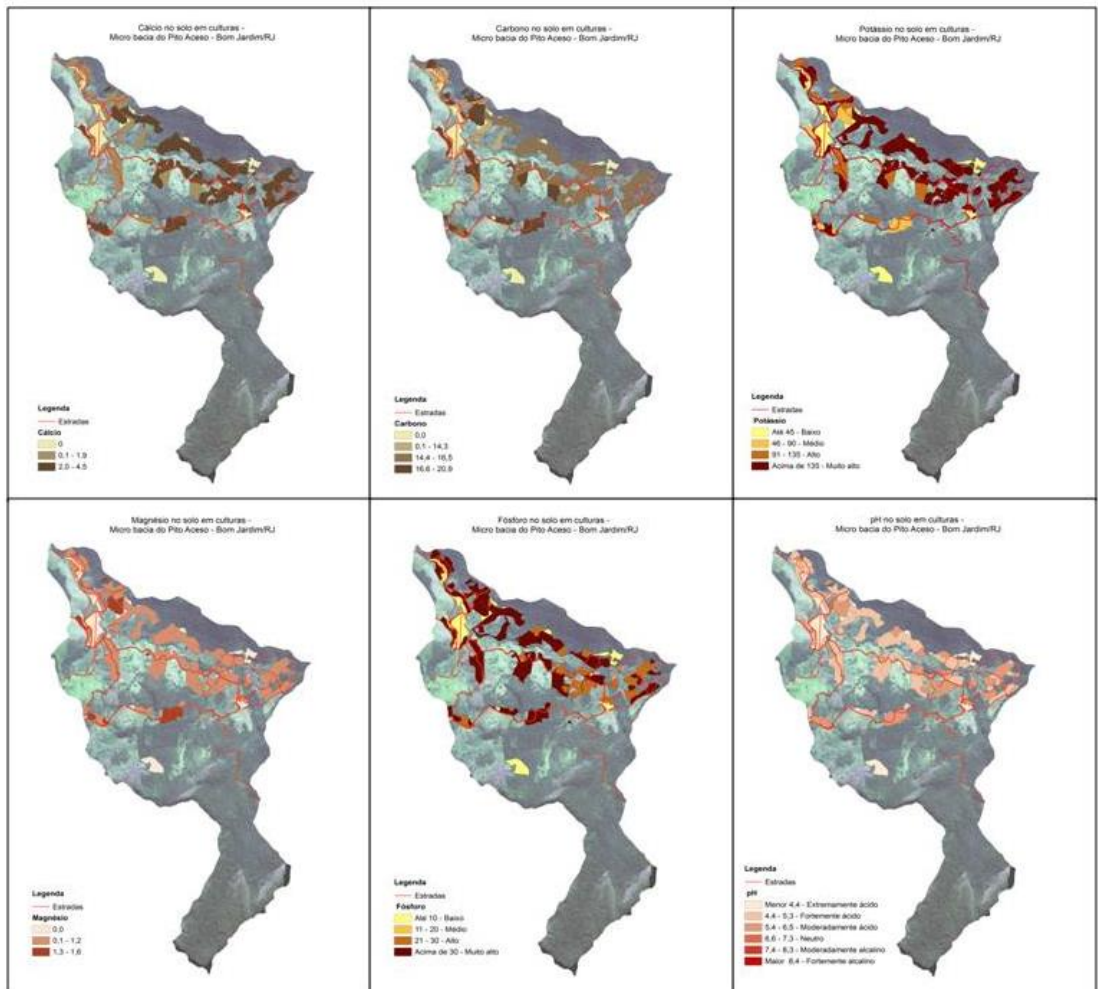 Cálcio no solo em culturas -
Micro bacia do Pito Aceso - Bom Jardim/RJ
Legenda
Estradas
Cálcio
0
0,1 - 1,9
2,0 - 4,5
Carbono no solo em culturas -
Micro bacia do Pito Aceso - Bom Jardim/RJ
Legenda
Estradas
Carbono
0,0
0,1 - 14,3
14,4 - 16,5
16,6 - 20,9
Potássio no solo em culturas -
Micro bacia do Pito Aceso - Bom Jardim/RJ
Legenda
Estradas
Potássio
Até 45 - Baixo
46 - 90 - Médio
91 - 135 - Alto
Acima de 135 - Muito alto
Magnésio no solo em culturas -
Micro bacia do Pito Aceso - Bom Jardim/RJ
Legenda
Estradas
Magnésio
0,0
0,1 - 1,2
1,3 - 1,6
Fósforo no solo em culturas -
Micro bacia do Pito Aceso - Bom Jardim/RJ
Legenda
Estradas
Fósforo
Até 10 - Baixo
11 - 20 - Médio
21 - 30 - Alto
Acima de 30 - Muito alto
pH no solo em culturas -
Micro bacia do Pito Aceso - Bom Jardim/RJ
Legenda
Estradas
pH
Menor 4,4 - Extremamente ácido
4,4 - 5,3 - Fortemente ácido
5,4 - 6,5 - Moderadamente ácido
6,6 - 7,3 - Neutro
7,4 - 8,3 - Moderadamente alcalino
Maior 8,4 - Fortemente alcalino